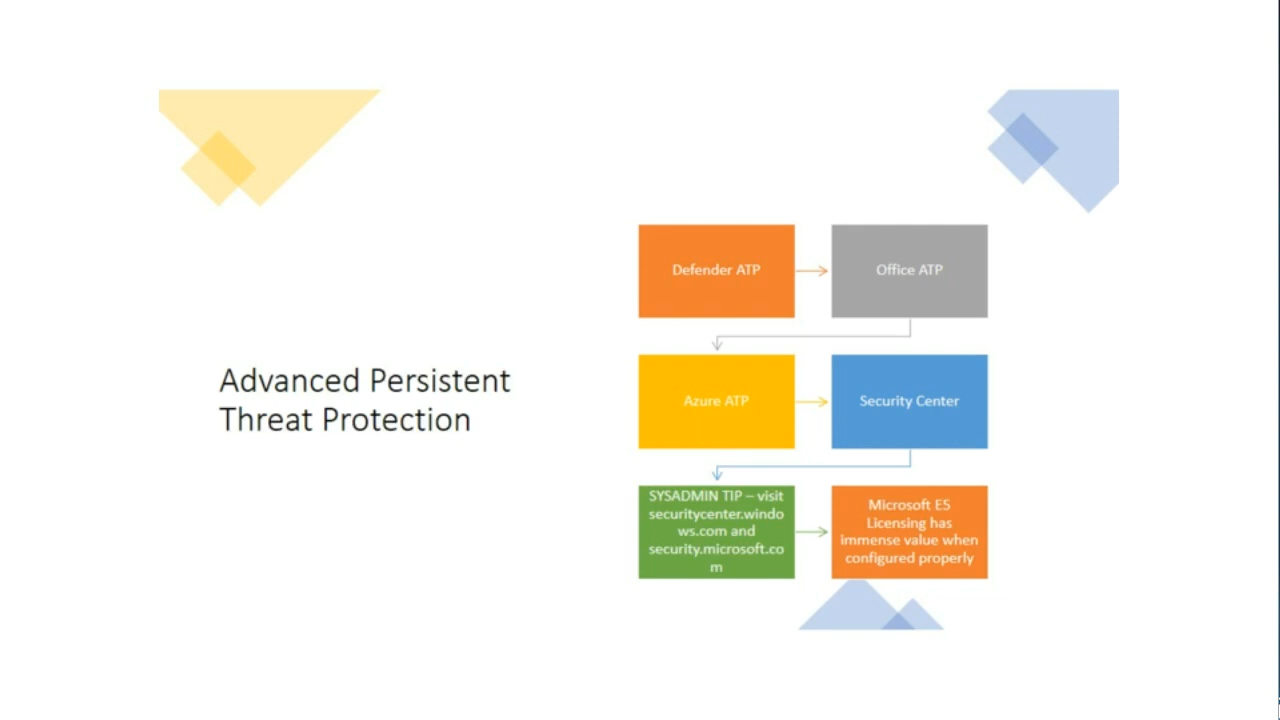 Advanced Persistent
Threat Protection
Defender ATP
Office ATP
Azure ATP
Security Center
SYSADMIN TIP – visit
securitycenter.windo
ws.com and
security.microsoft.co
m
Microsoft E5
Licensing has
immense value when
configured properly